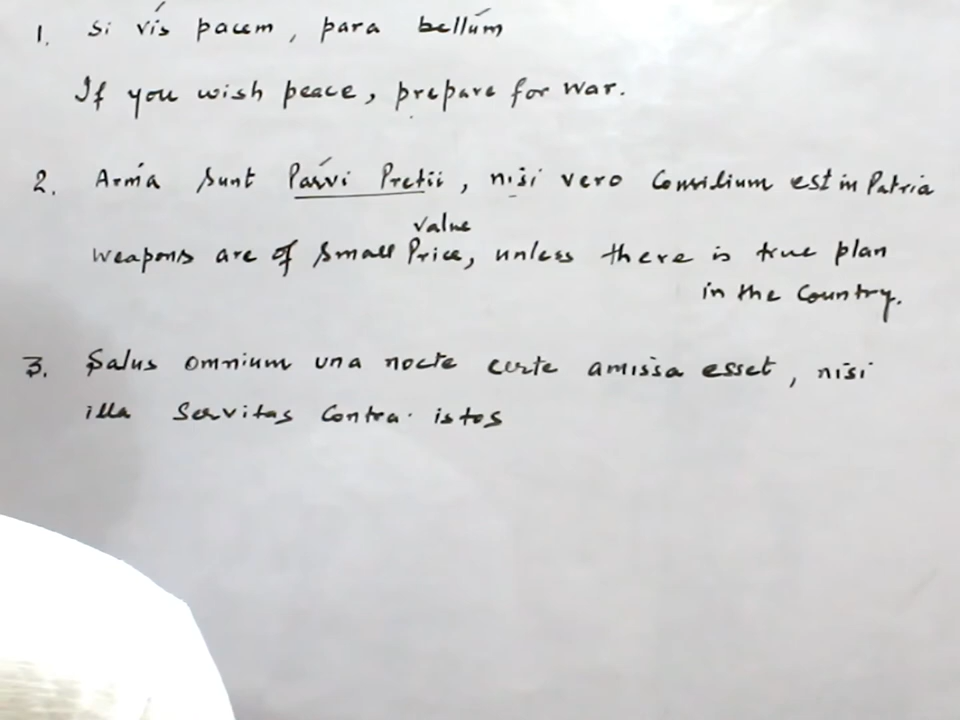 1. Si vis pacem, para bellum
If you wish peace, prepare for war.
2. Arma sunt Parvi Pretii, nisi vero Consilium est in Patria
value
weapons are of small Price, unless there is true plan
in the Country.
3. Salus omnium una nocte certe amissa esset, nisi
illa Servitas Contra istos